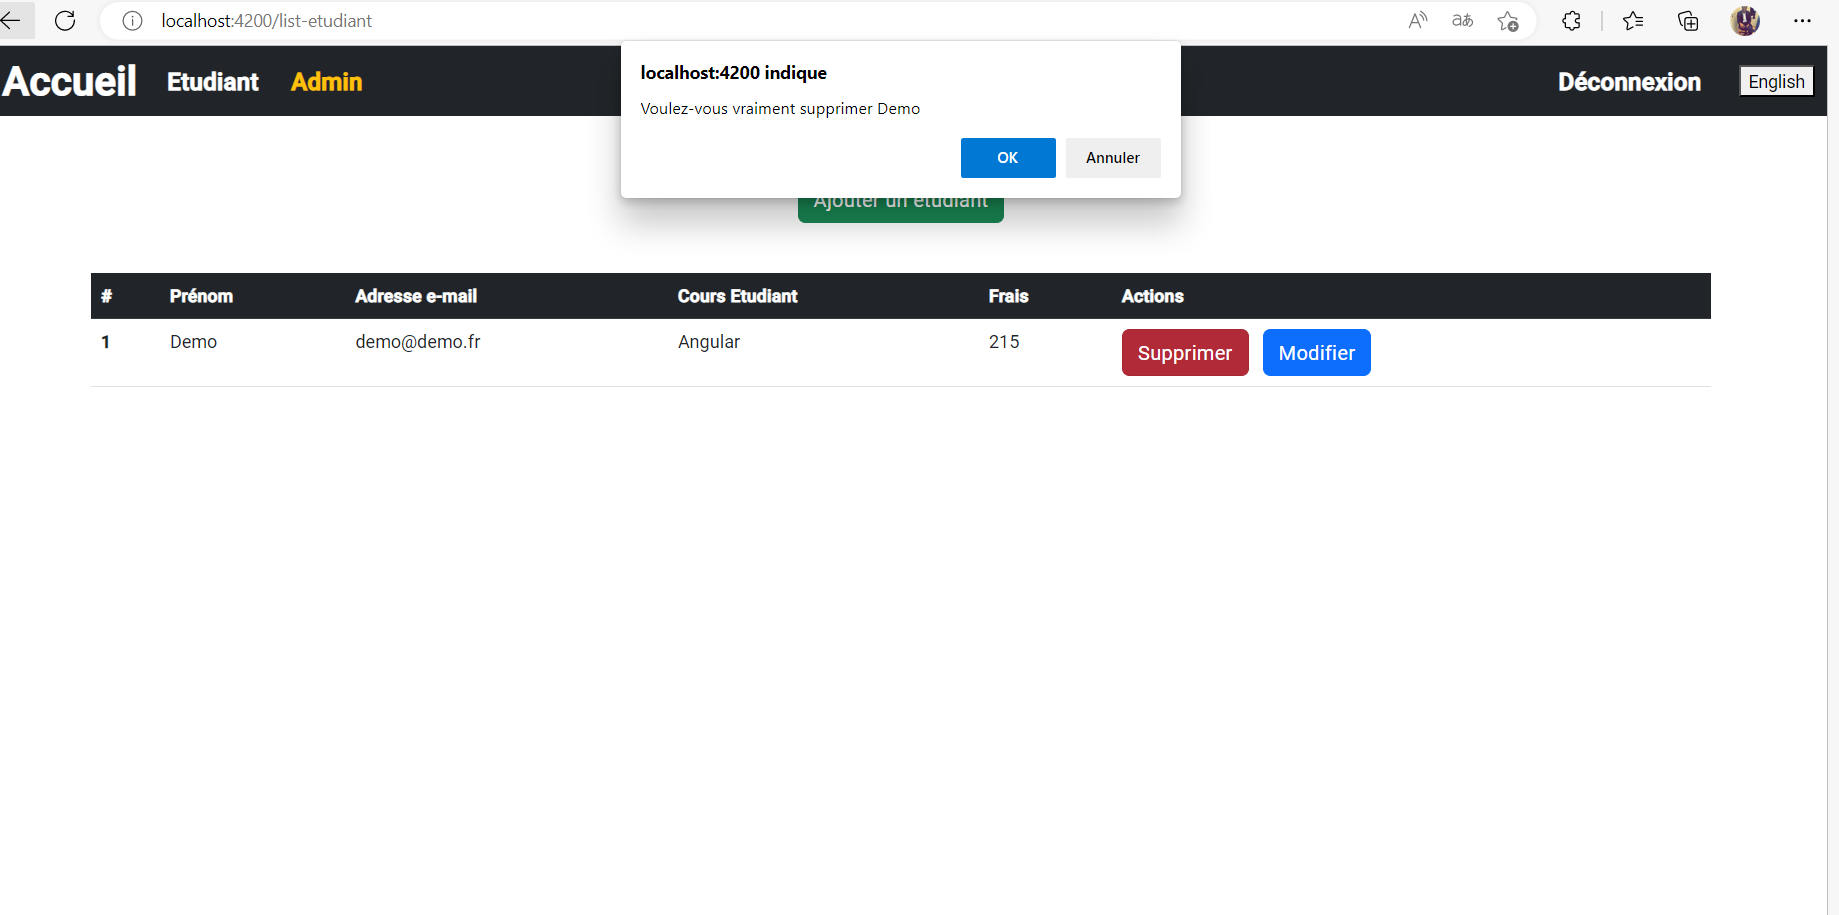 localhost:4200/list-etudiant
Accueil Etudiant Admin Déconnexion English
localhost:4200 indique
Voulez-vous vraiment supprimer Demo
OK Annuler
Ajouter un etudiant
# Prénom Adresse e-mail Cours Etudiant Frais Actions
1 Demo demo@demo.fr Angular 215 Supprimer Modifier